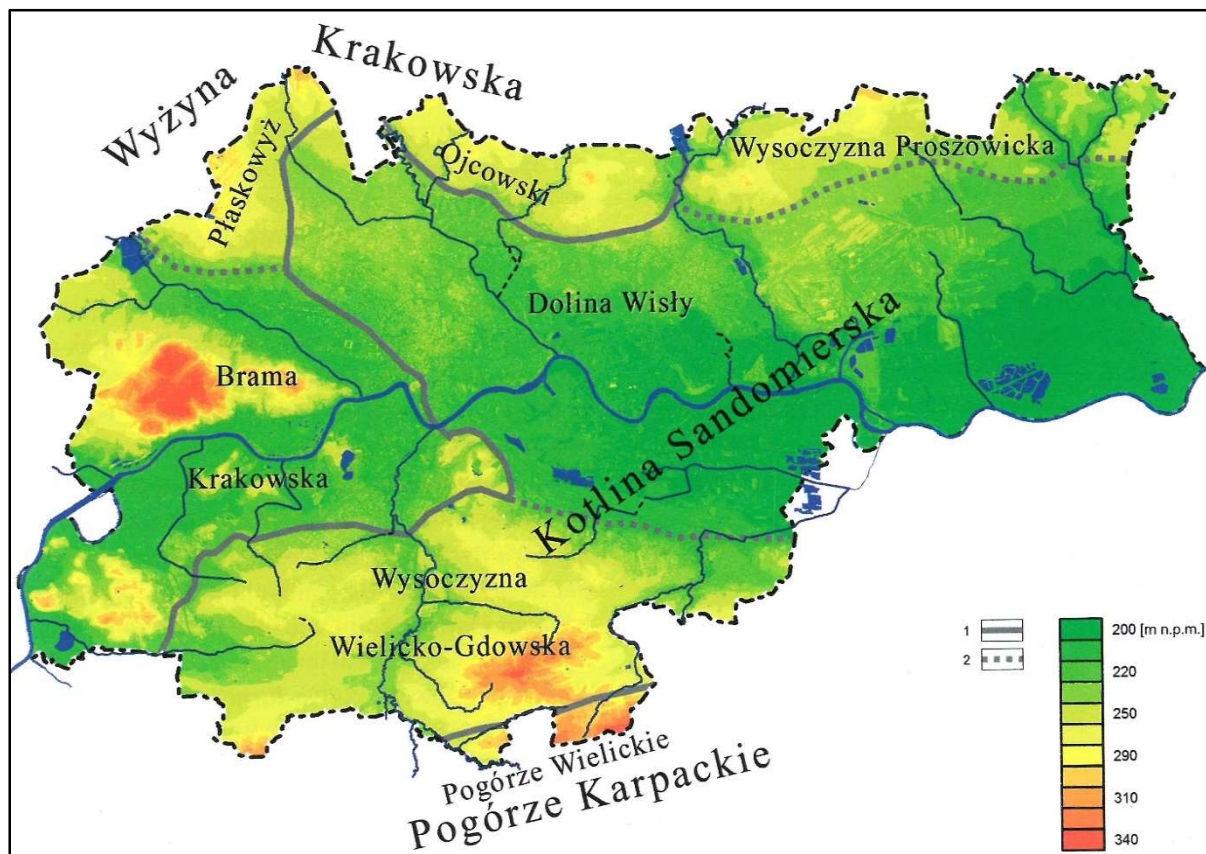 Wyżyna
Krakowska
Płaskowyż
Ojcowski
Wysoczyzna Proszowicka
Dolina Wisły
Brama
Krakowska
Kotlina Sandomierska
Wysoczyzna
Wielicko-Gdowska
Pogórze Wielickie
Pogórze Karpackie
1
2
200 [m n.p.m.]
220
250
290
310
340